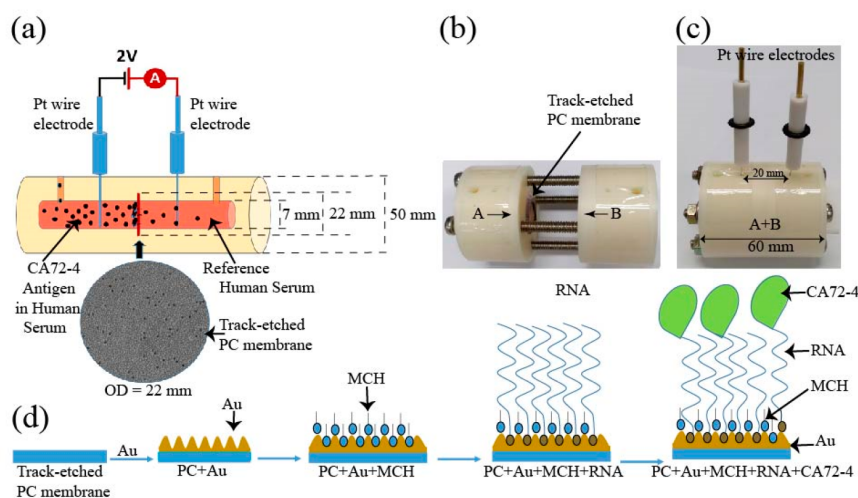 (a)
2V
A
Pt wire
electrode
Pt wire
electrode
7 mm
22 mm
50 mm
CA72-4
Antigen
in Human
Serum
Reference
Human Serum
Track-etched
PC membrane
OD = 22 mm
(b)
Track-etched
PC membrane
A
B
(c)
Pt wire electrodes
20 mm
A+B
60 mm
(d)
Track-etched
PC membrane
Au
Au
PC+Au
MCH
PC+Au+MCH
RNA
PC+Au+MCH+RNA
CA72-4
RNA
MCH
Au
PC+Au+MCH+RNA+CA72-4